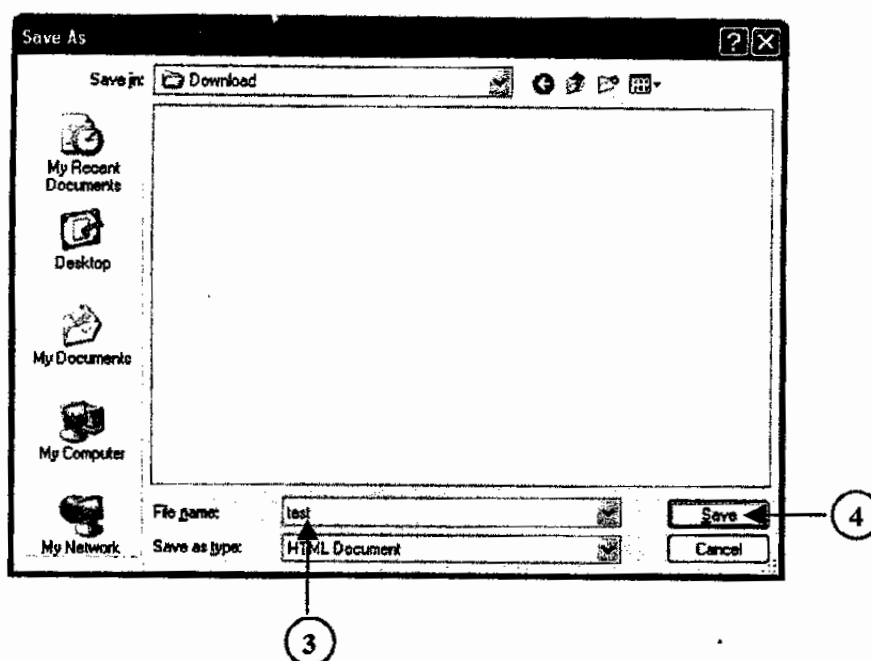 Save As
Save in: Download
My Recent
Documents
Desktop
My Documents
My Computer
My Network
File name: test Save
Save as type: HTML Document Cancel
4
3